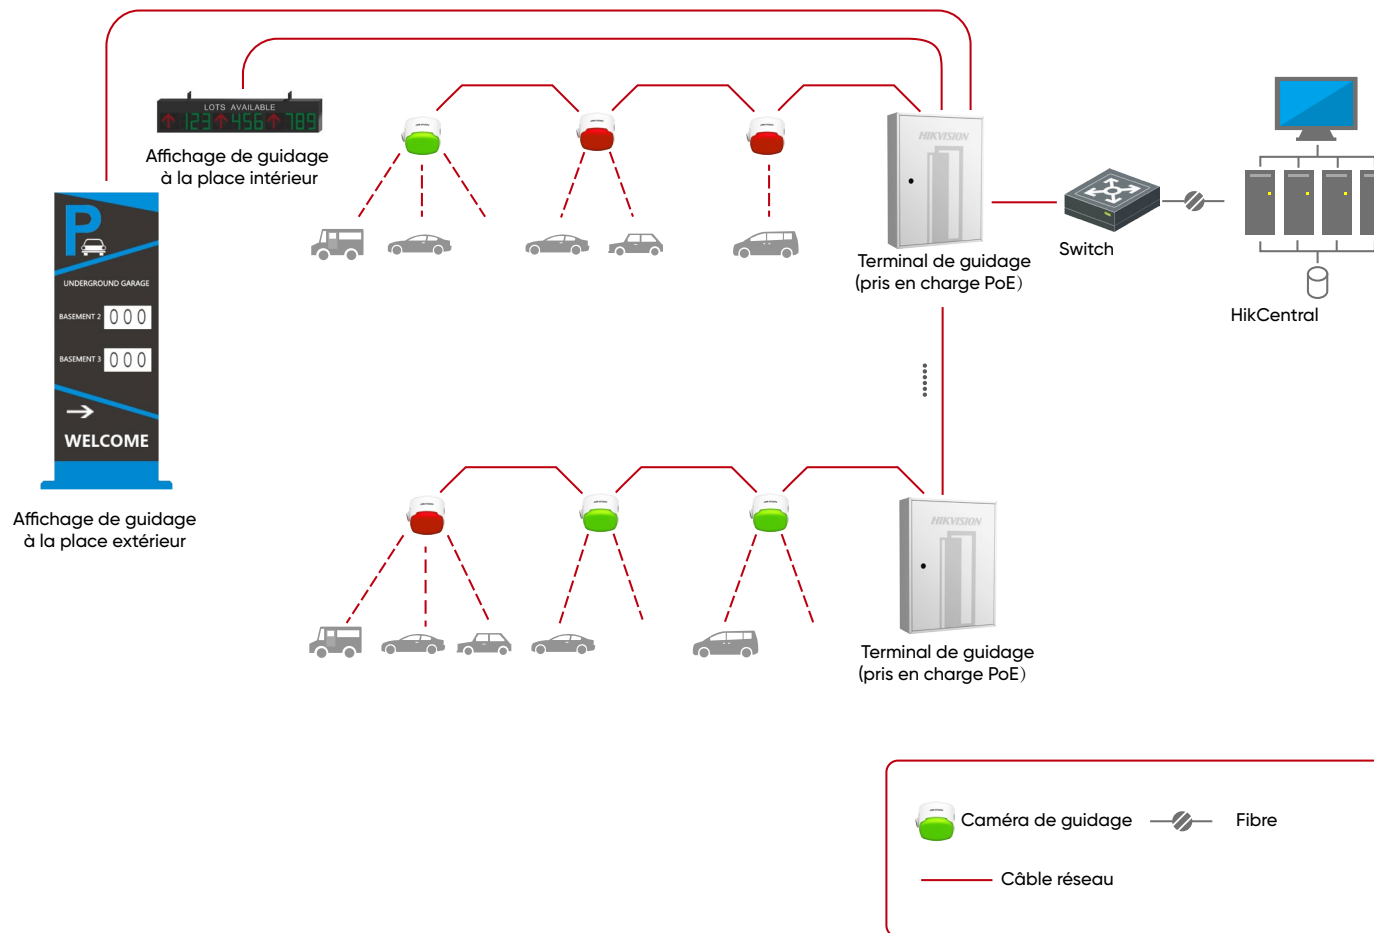 LOTS AVAILABLE
123 456 789
Affichage de guidage
à la place intérieur
P
UNDERGROUND GARAGE
BASEMENT 2 000
BASEMENT 3 000
WELCOME
Affichage de guidage
à la place extérieur
HIKVISION
Terminal de guidage
(pris en charge PoE)
Switch
HikCentral
HIKVISION
Terminal de guidage
(pris en charge PoE)
Caméra de guidage
Fibre
Câble réseau